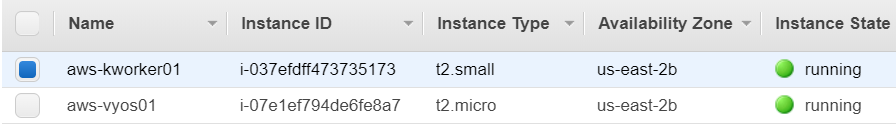 Name Instance ID Instance Type Availability Zone Instance State
aws-kworker01 i-037efdff473735173 t2.small us-east-2b running
aws-vyos01 i-07e1ef794de6fe8a7 t2.micro us-east-2b running